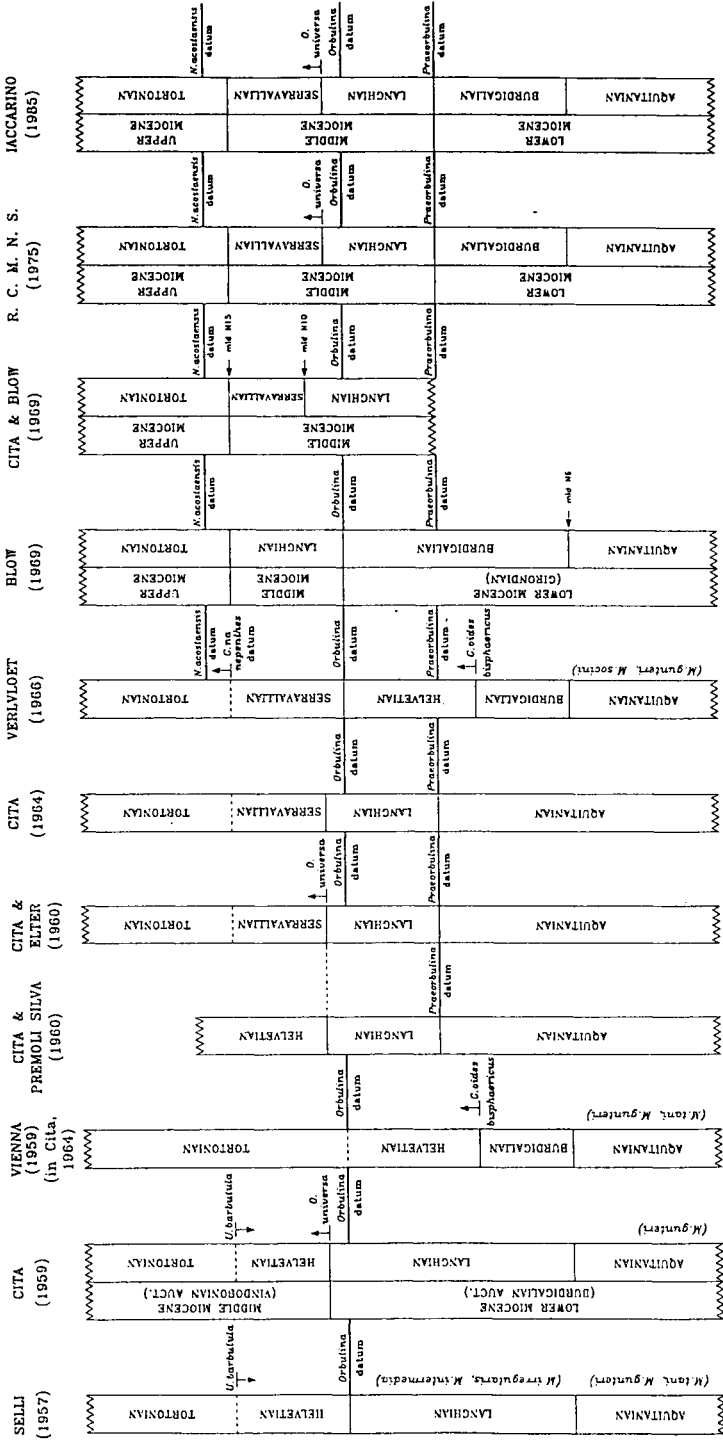 IACCARINO
(1985)
N.acostaensis
datum
O.
universa
Orbulina
datum
Praeorbulina
datum
TORTONIAN
SERRAVALLIAN
LANGHIAN
BURDIGALIAN
AQUITANIAN
UPPER
MIOCENE
MIDDLE
MIOCENE
LOWER
MIOCENE
R. C. M. N. S.
(1975)
N.acostaensis
datum
O.
universa
Orbulina
datum
Praeorbulina
datum
TORTONIAN
SERRAVALLIAN
LANGHIAN
BURDIGALIAN
AQUITANIAN
UPPER
MIOCENE
MIDDLE
MIOCENE
LOWER
MIOCENE
CITA & BLOW
(1969)
N.acostaensis
datum
mid N15
mid N10
Orbulina
datum
Praeorbulina
datum
TORTONIAN
SERRAVALLIAN
LANGHIAN
UPPER
MIOCENE
MIDDLE
MIOCENE
BLOW
(1969)
N.acostaensis
datum
Orbulina
datum
Praeorbulina
datum
mid N6
TORTONIAN
LANGHIAN
BURDIGALIAN
AQUITANIAN
UPPER
MIOCENE
MIDDLE
MIOCENE
LOWER MIOCENE
(GIRONDIAN)
VERLVLOET
(1966)
N.acostaensis
datum
G.na
nepenthes
datum
Orbulina
datum
Praeorbulina
datum
G.oides
bisphaericus
(M.gunteri, M.socini)
TORTONIAN
SERRAVALLIAN
HELVETIAN
BURDIGALIAN
AQUITANIAN
CITA
(1964)
Orbulina
datum
Praeorbulina
datum
TORTONIAN
SERRAVALLIAN
LANGHIAN
AQUITANIAN
CITA &
ELTER
(1960)
O.
universa
Orbulina
datum
Praeorbulina
datum
TORTONIAN
SERRAVALLIAN
LANGHIAN
AQUITANIAN
CITA &
PREMOLI SILVA
(1960)
Praeorbulina
datum
HELVETIAN
LANGHIAN
AQUITANIAN
VIENNA
(1959)
(in Cita,
1964)
Orbulina
datum
G.oides
bisphaericus
(M.tani, M.gunteri)
TORTONIAN
HELVETIAN
BURDIGALIAN
AQUITANIAN
CITA
(1959)
U.barbatula
O.
universa
Orbulina
datum
(M.gunteri)
TORTONIAN
HELVETIAN
LANGHIAN
AQUITANIAN
MIDDLE MIOCENE
(VINDOBONIAN AUCT.)
LOWER MIOCENE
(BURDIGALIAN AUCT.)
SELLI
(1957)
U.barbatula
Orbulina
datum
(M.irregularis, M.intermedia)
(M.tani, M.gunteri)
TORTONIAN
HELVETIAN
LANGHIAN
AQUITANIAN